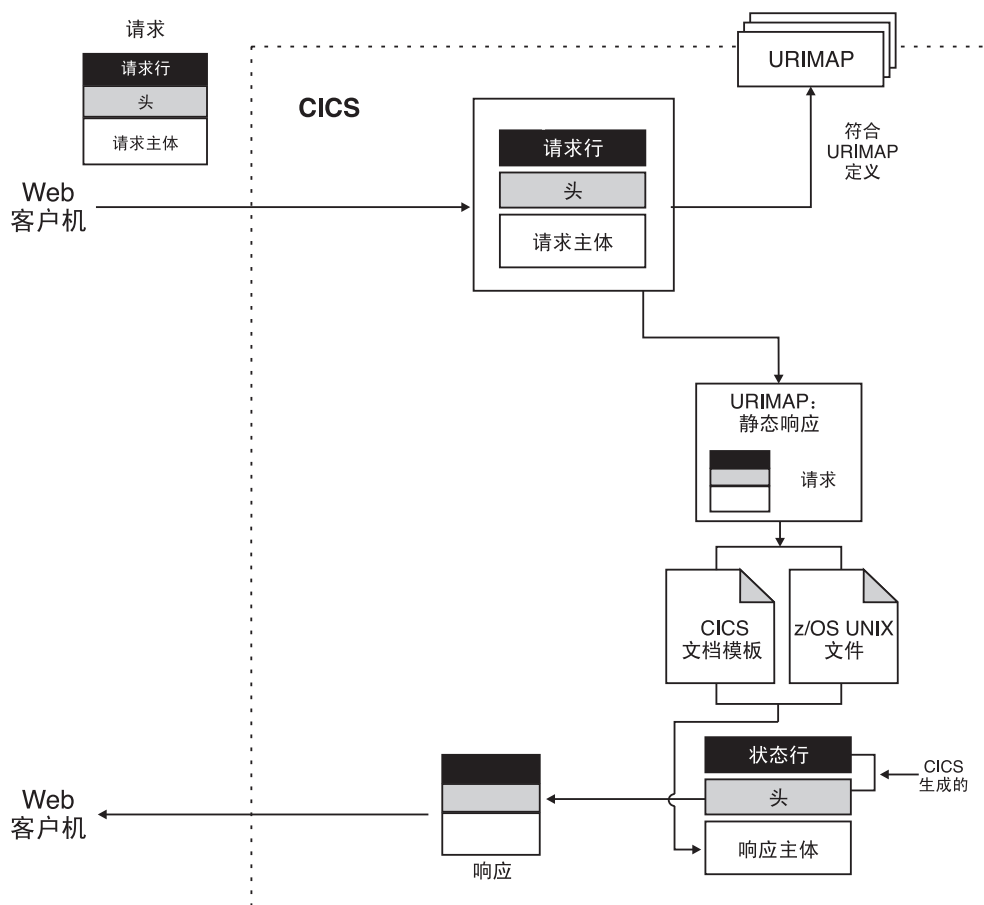 请求
请求行
头
请求主体
URIMAP
CICS
请求行
头
请求主体
符合
URIMAP
定义
Web
客户机
URIMAP：
静态响应
请求
CICS
文档模板
z/OS UNIX
文件
状态行
头
响应主体
CICS
生成的
响应
Web
客户机